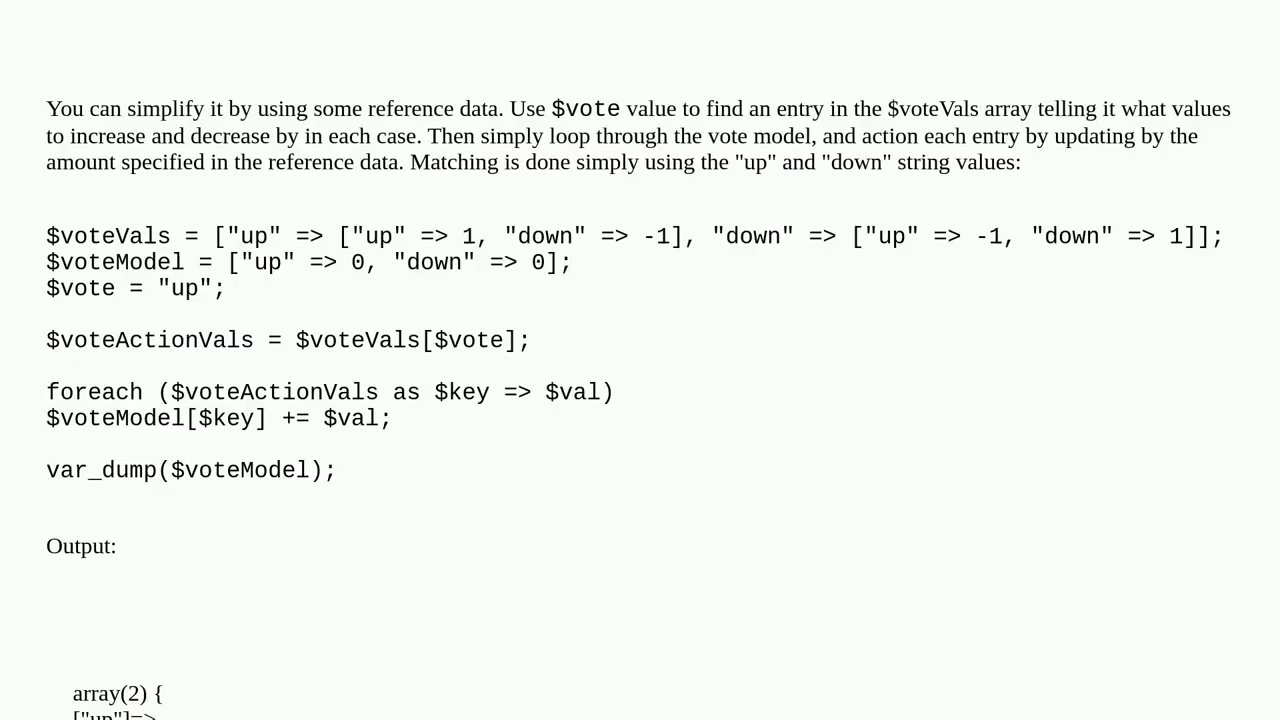 You can simplify it by using some reference data. Use $vote value to find an entry in the $voteVals array telling it what values
to increase and decrease by in each case. Then simply loop through the vote model, and action each entry by updating by the
amount specified in the reference data. Matching is done simply using the "up" and "down" string values:
$voteVals = ["up" => ["up" => 1, "down" => -1], "down" => ["up" => -1, "down" => 1]];
$voteModel = ["up" => 0, "down" => 0];
$vote = "up";
$voteActionVals = $voteVals[$vote];
foreach ($voteActionVals as $key => $val)
$voteModel[$key] += $val;
var_dump($voteModel);
Output:
array(2) {
["up"]=>